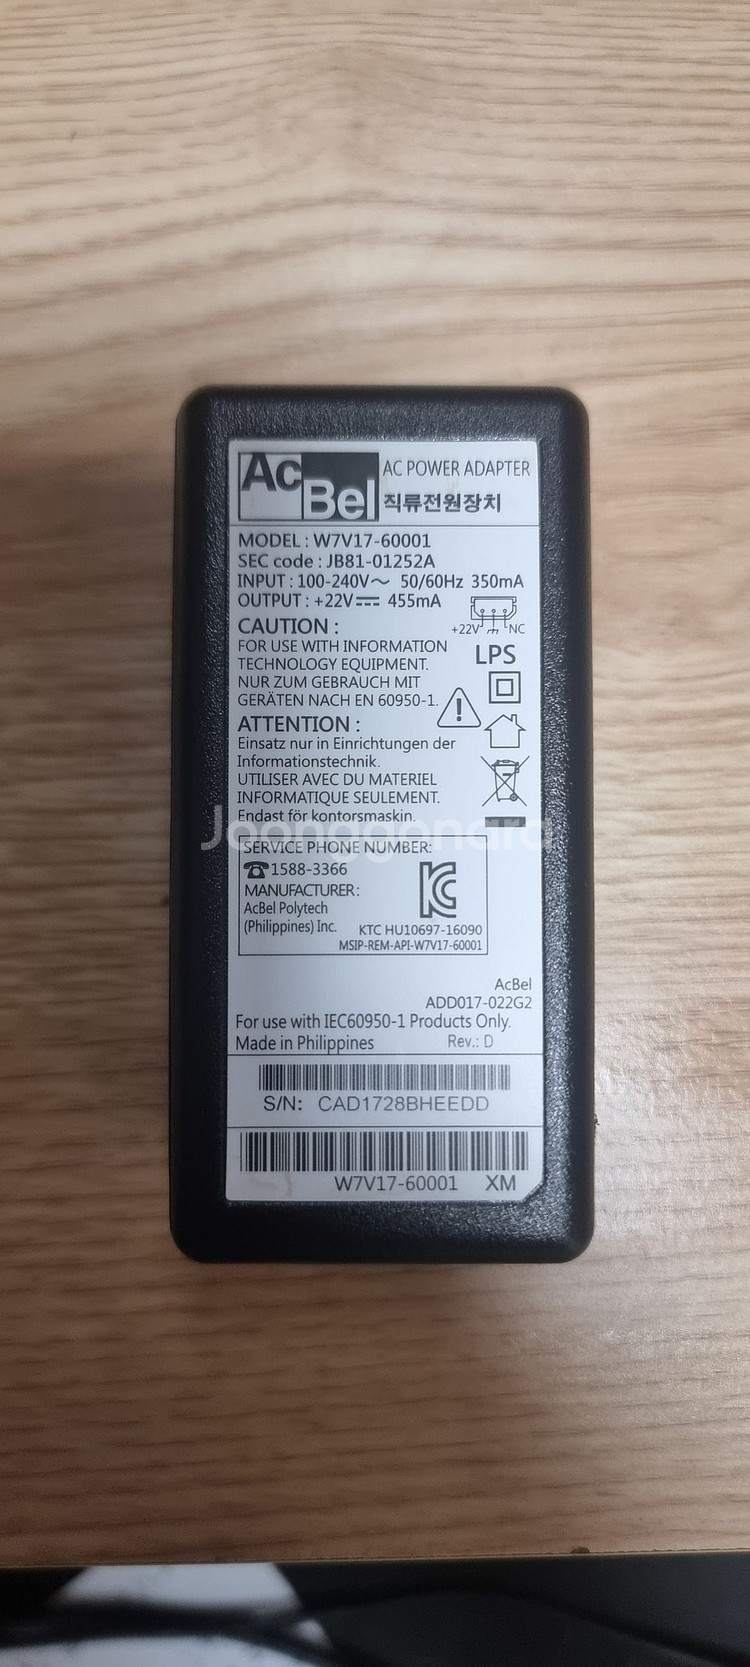 AcBel AC POWER ADAPTER
직류전원장치
MODEL : W7V17-60001
SEC code : JB81-01252A
INPUT : 100-240V～ 50/60Hz 350mA
OUTPUT : +22V⎓ 455mA
+22V NC
CAUTION :
FOR USE WITH INFORMATION
TECHNOLOGY EQUIPMENT.
LPS
NUR ZUM GEBRAUCH MIT
GERÄTEN NACH EN 60950-1.
ATTENTION :
Einsatz nur in Einrichtungen der
Informationstechnik.
UTILISER AVEC DU MATERIEL
INFORMATIQUE SEULEMENT.
Endast för kontorsmaskin.
Joonggonara
SERVICE PHONE NUMBER:
☎1588-3366
MANUFACTURER :
AcBel Polytech
(Philippines) Inc.
KTC HU10697-16090
MSIP-REM-API-W7V17-60001
AcBel
ADD017-022G2
For use with IEC60950-1 Products Only.
Made in Philippines Rev.: D
S/N: CAD1728BHEEDD
W7V17-60001 XM